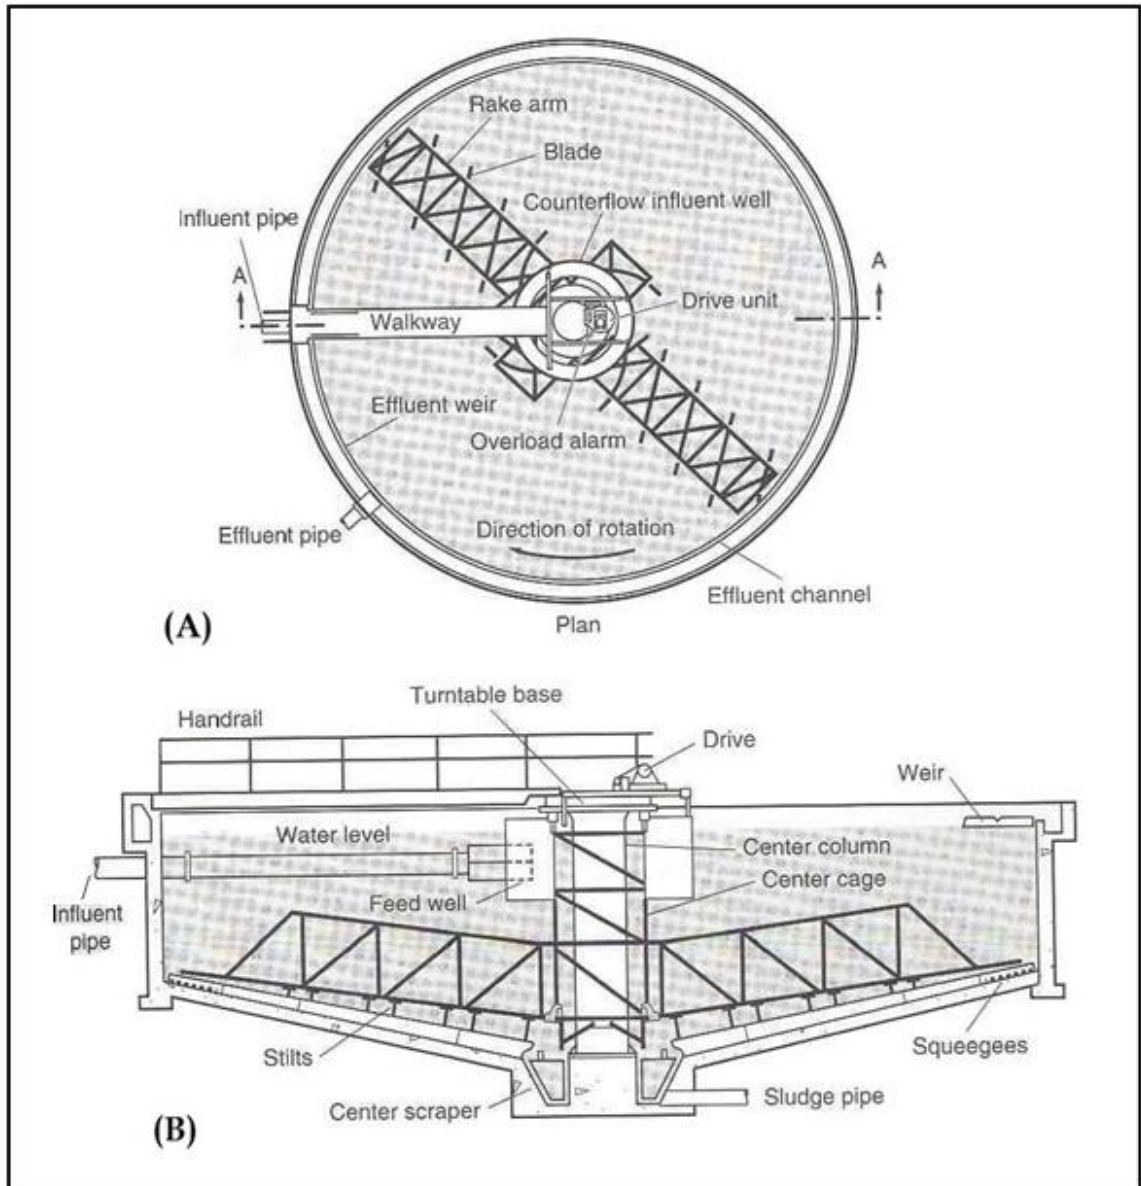 Rake arm
Blade
Counterflow influent well
Influent pipe
A
A
Drive unit
Walkway
Effluent weir
Overload alarm
Effluent pipe
Direction of rotation
Effluent channel
(A)
Plan
Turntable base
Handrail
Drive
Weir
Water level
Center column
Center cage
Feed well
Influent
pipe
Stilts
Squeegees
Center scraper
Sludge pipe
(B)